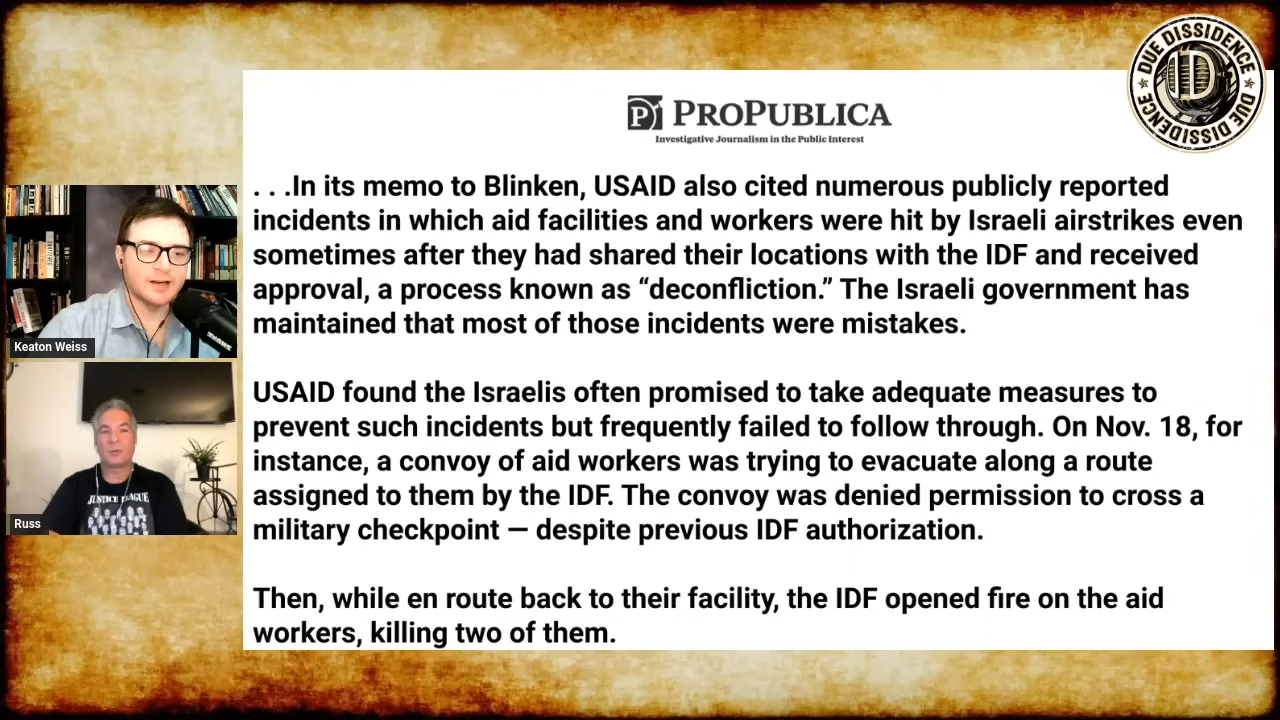 DUE DISSIDENCE
DUE DISSIDENCE
PROPUBLICA
Investigative Journalism in the Public Interest
. . .In its memo to Blinken, USAID also cited numerous publicly reported
incidents in which aid facilities and workers were hit by Israeli airstrikes even
sometimes after they had shared their locations with the IDF and received
approval, a process known as “deconfliction.” The Israeli government has
maintained that most of those incidents were mistakes.
USAID found the Israelis often promised to take adequate measures to
prevent such incidents but frequently failed to follow through. On Nov. 18, for
instance, a convoy of aid workers was trying to evacuate along a route
assigned to them by the IDF. The convoy was denied permission to cross a
military checkpoint — despite previous IDF authorization.
Then, while en route back to their facility, the IDF opened fire on the aid
workers, killing two of them.
Keaton Weiss
JUSTICE LEAGUE
Russ